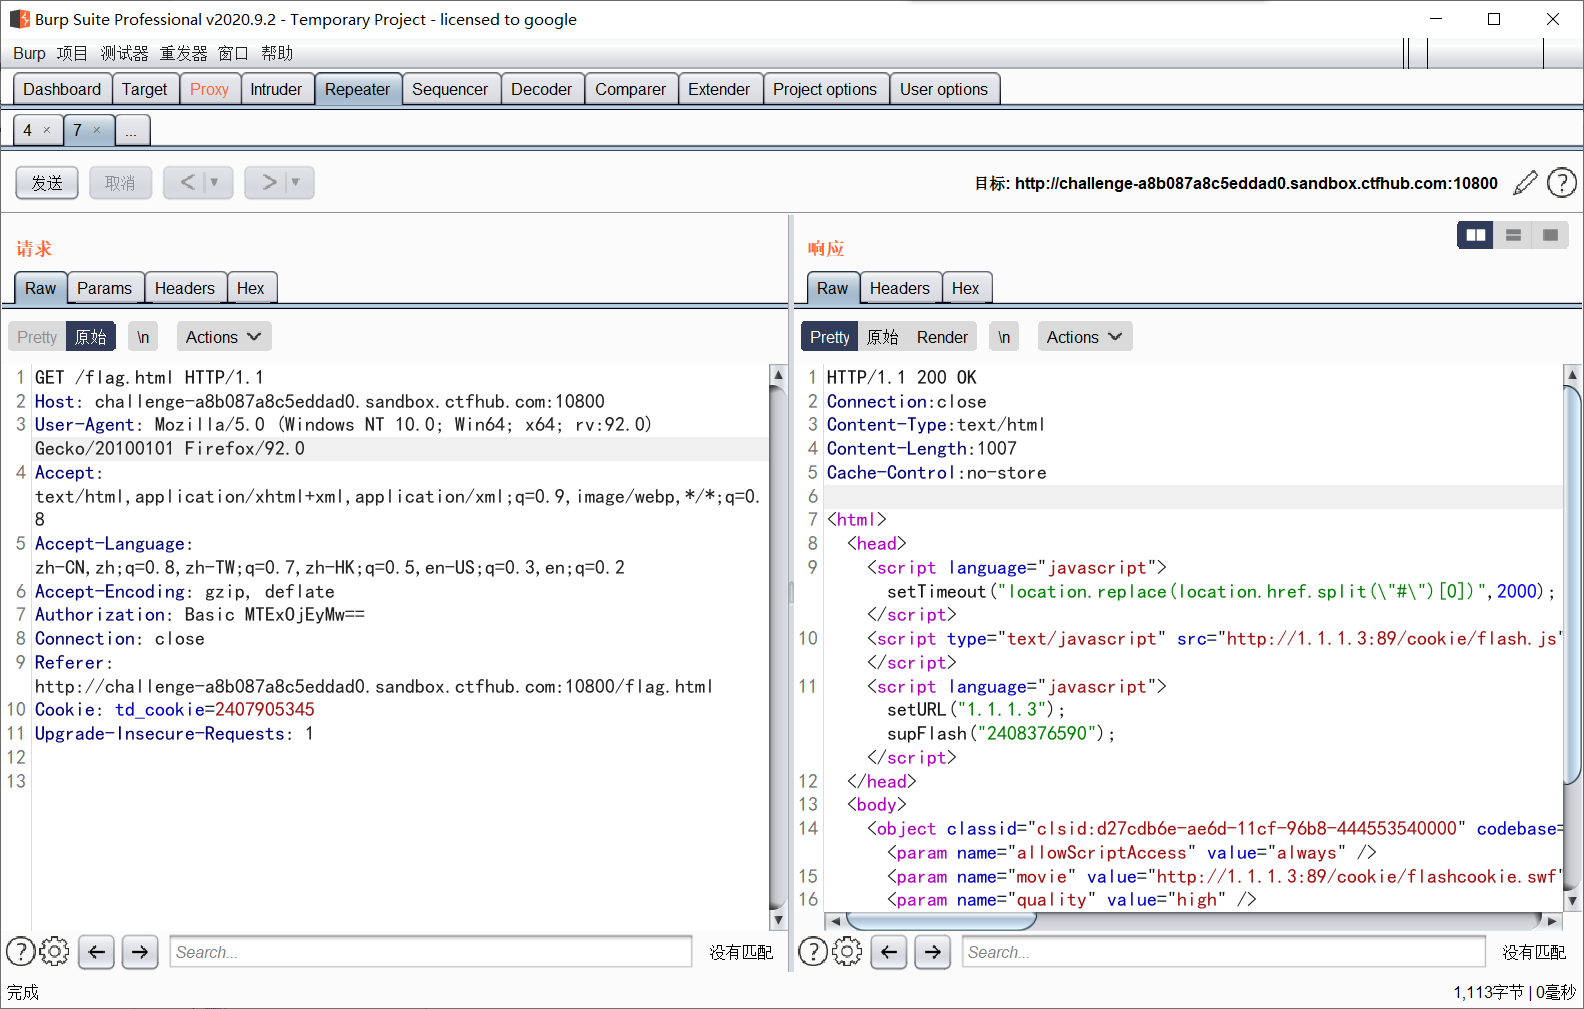 Burp Suite Professional v2020.9.2 - Temporary Project - licensed to google
Burp 项目 测试器 重发器 窗口 帮助
Dashboard Target Proxy Intruder Repeater Sequencer Decoder Comparer Extender Project options User options
4 × 7 × ...
发送 取消 < > 目标: http://challenge-a8b087a8c5eddad0.sandbox.ctfhub.com:10800 ?
请求
Raw Params Headers Hex
Pretty 原始 \n Actions
1 GET /flag.html HTTP/1.1
2 Host: challenge-a8b087a8c5eddad0.sandbox.ctfhub.com:10800
3 User-Agent: Mozilla/5.0 (Windows NT 10.0; Win64; x64; rv:92.0)
Gecko/20100101 Firefox/92.0
4 Accept:
text/html,application/xhtml+xml,application/xml;q=0.9,image/webp,*/*;q=0.
8
5 Accept-Language:
zh-CN,zh;q=0.8,zh-TW;q=0.7,zh-HK;q=0.5,en-US;q=0.3,en;q=0.2
6 Accept-Encoding: gzip, deflate
7 Authorization: Basic MTExOjEyMw==
8 Connection: close
9 Referer:
http://challenge-a8b087a8c5eddad0.sandbox.ctfhub.com:10800/flag.html
10 Cookie: td_cookie=2407905345
11 Upgrade-Insecure-Requests: 1
12
13
? Search... 没有匹配
响应
Raw Headers Hex
Pretty 原始 Render \n Actions
1 HTTP/1.1 200 OK
2 Connection:close
3 Content-Type:text/html
4 Content-Length:1007
5 Cache-Control:no-store
6
7 <html>
8 <head>
9 <script language="javascript">
setTimeout("location.replace(location.href.split(\"#\")[0])",2000);
</script>
10 <script type="text/javascript" src="http://1.1.1.3:89/cookie/flash.js"
</script>
11 <script language="javascript">
setURL("1.1.1.3");
supFlash("2408376590");
</script>
12 </head>
13 <body>
14 <object classid="clsid:d27cdb6e-ae6d-11cf-96b8-444553540000" codebase=
<param name="allowScriptAccess" value="always" />
15 <param name="movie" value="http://1.1.1.3:89/cookie/flashcookie.swf"
16 <param name="quality" value="high" />
? Search... 没有匹配
完成 1,113字节 | 0毫秒